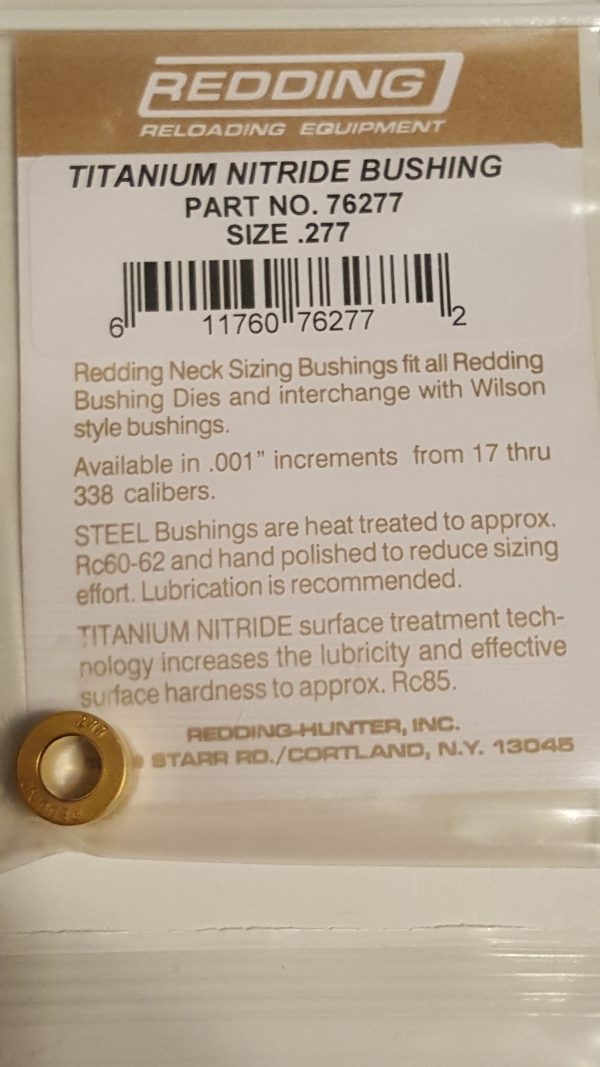 REDDING
RELOADING EQUIPMENT
TITANIUM NITRIDE BUSHING
PART NO. 76277
SIZE .277
6 11760 76277 2
Redding Neck Sizing Bushings fit all Redding
Bushing Dies and interchange with Wilson
style bushings.
Available in .001" increments from 17 thru
338 calibers.
STEEL Bushings are heat treated to approx.
Rc60-62 and hand polished to reduce sizing
effort. Lubrication is recommended.
TITANIUM NITRIDE surface treatment tech-
nology increases the lubricity and effective
surface hardness to approx. Rc85.
REDDING-HUNTER, INC.
STARR RD./CORTLAND, N.Y. 13045
277